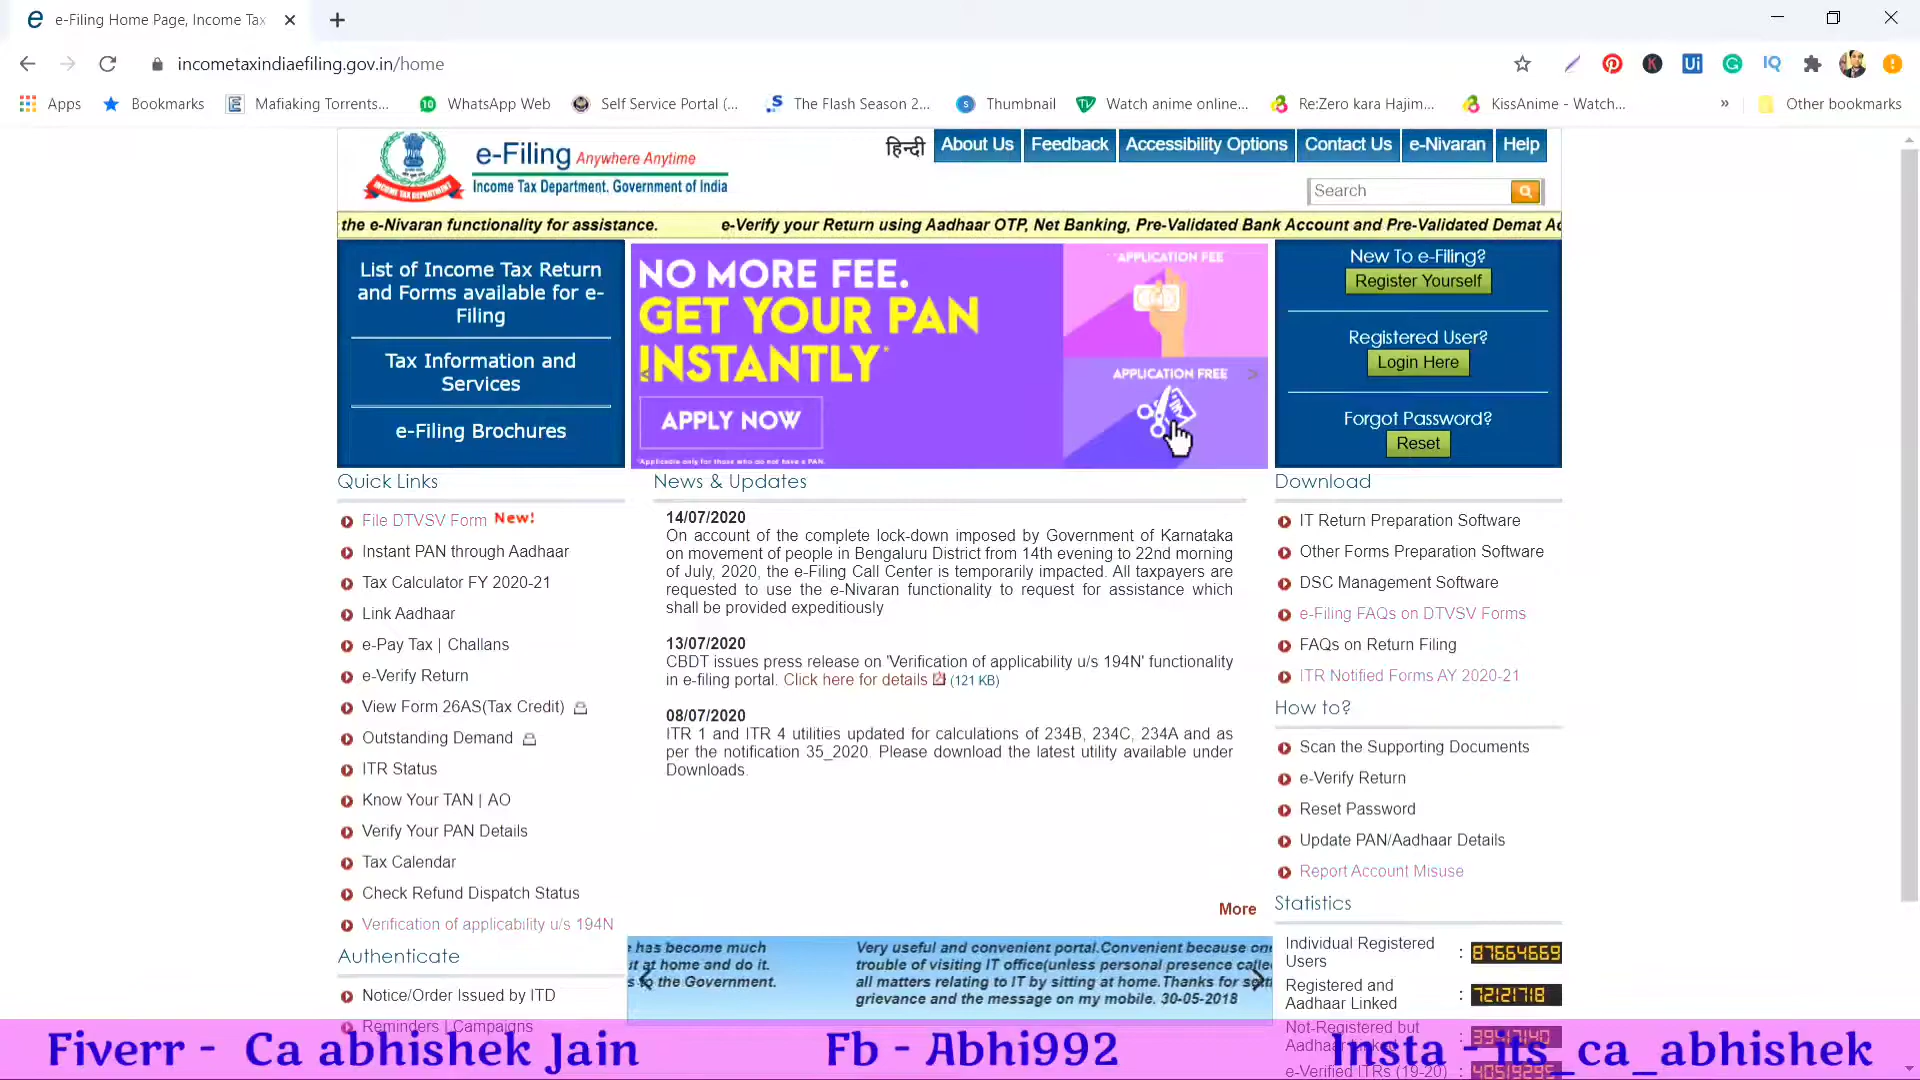 e-Filing Home Page, Income Tax
incometaxindiaefiling.gov.in/home
Apps
Bookmarks
Mafiaking Torrents...
WhatsApp Web
Self Service Portal (...
The Flash Season 2...
Thumbnail
Watch anime online...
Re:Zero kara Hajim...
KissAnime - Watch...
»
Other bookmarks
e-Filing Anywhere Anytime
Income Tax Department, Government of India
हिन्दी
About Us
Feedback
Accessibility Options
Contact Us
e-Nivaran
Help
Search
the e-Nivaran functionality for assistance.
e-Verify your Return using Aadhaar OTP, Net Banking, Pre-Validated Bank Account and Pre-Validated Demat Ac
List of Income Tax Return
and Forms available for e-
Filing
Tax Information and
Services
e-Filing Brochures
NO MORE FEE.
GET YOUR PAN
INSTANTLY*
APPLY NOW
*Applicable only for those who do not have a PAN.
APPLICATION FEE
APPLICATION FREE
New To e-Filing?
Register Yourself
Registered User?
Login Here
Forgot Password?
Reset
Quick Links
File DTVSV Form New!
Instant PAN through Aadhaar
Tax Calculator FY 2020-21
Link Aadhaar
e-Pay Tax | Challans
e-Verify Return
View Form 26AS(Tax Credit)
Outstanding Demand
ITR Status
Know Your TAN | AO
Verify Your PAN Details
Tax Calendar
Check Refund Dispatch Status
Verification of applicability u/s 194N
Authenticate
Notice/Order Issued by ITD
Reminders | Campaigns
News & Updates
14/07/2020
On account of the complete lock-down imposed by Government of Karnataka
on movement of people in Bengaluru District from 14th evening to 22nd morning
of July, 2020, the e-Filing Call Center is temporarily impacted. All taxpayers are
requested to use the e-Nivaran functionality to request for assistance which
shall be provided expeditiously
13/07/2020
CBDT issues press release on 'Verification of applicability u/s 194N' functionality
in e-filing portal. Click here for details (121 KB)
08/07/2020
ITR 1 and ITR 4 utilities updated for calculations of 234B, 234C, 234A and as
per the notification 35_2020. Please download the latest utility available under
Downloads.
More
has become much
at home and do it.
to the Government.
Very useful and convenient portal.Convenient because one
trouble of visiting IT office(unless personal presence calle
all matters relating to IT by sitting at home.Thanks for
grievance and the message on my mobile. 30-05-2018
Download
IT Return Preparation Software
Other Forms Preparation Software
DSC Management Software
e-Filing FAQs on DTVSV Forms
FAQs on Return Filing
ITR Notified Forms AY 2020-21
How to?
Scan the Supporting Documents
e-Verify Return
Reset Password
Update PAN/Aadhaar Details
Report Account Misuse
Statistics
Individual Registered
Users : 87664669
Registered and
Aadhaar Linked : 72121718
Not-Registered but
Aadhaar
e-Verified ITRs (19-20) :
Fiverr - Ca abhishek Jain
Fb - Abhi992
Insta - its_ca_abhishek